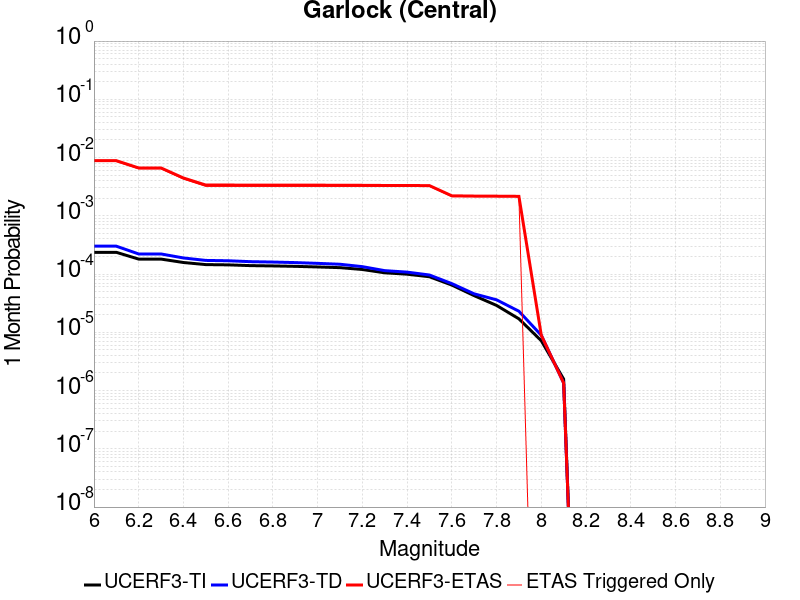 Garlock (Central)
10^0
10^-1
10^-2
10^-3
10^-4
10^-5
10^-6
10^-7
10^-8
1 Month Probability
6 6.2 6.4 6.6 6.8 7 7.2 7.4 7.6 7.8 8 8.2 8.4 8.6 8.8 9
Magnitude
UCERF3-TI UCERF3-TD UCERF3-ETAS ETAS Triggered Only